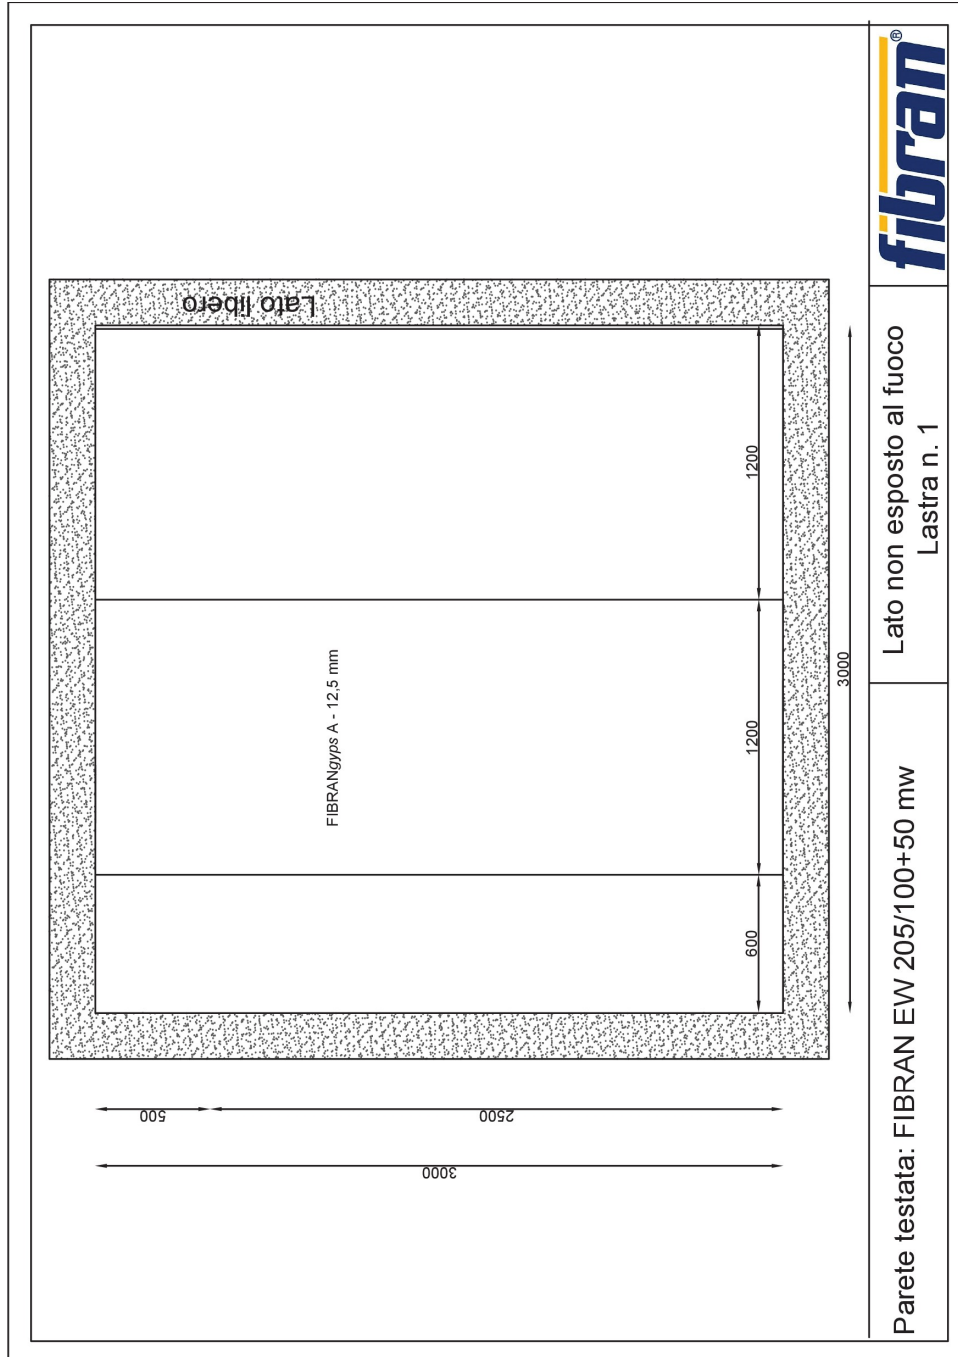 Lato libero
FIBRANgyps A - 12,5 mm
600
1200
1200
3000
500
2500
3000
Parete testata: FIBRAN EW 205/100+50 mw
Lato non esposto al fuoco
Lastra n. 1
fibran®